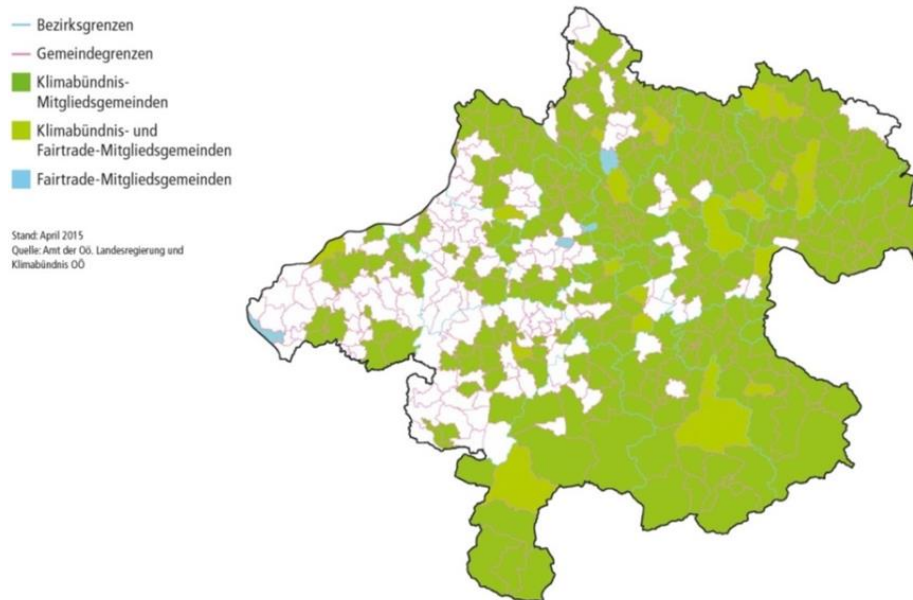 Bezirksgrenzen
Gemeindegrenzen
Klimabündnis-
Mitgliedsgemeinden
Klimabündnis- und
Fairtrade-Mitgliedsgemeinden
Fairtrade-Mitgliedsgemeinden
Stand: April 2015
Quelle: Amt der Oö. Landesregierung und
Klimabündnis OÖ